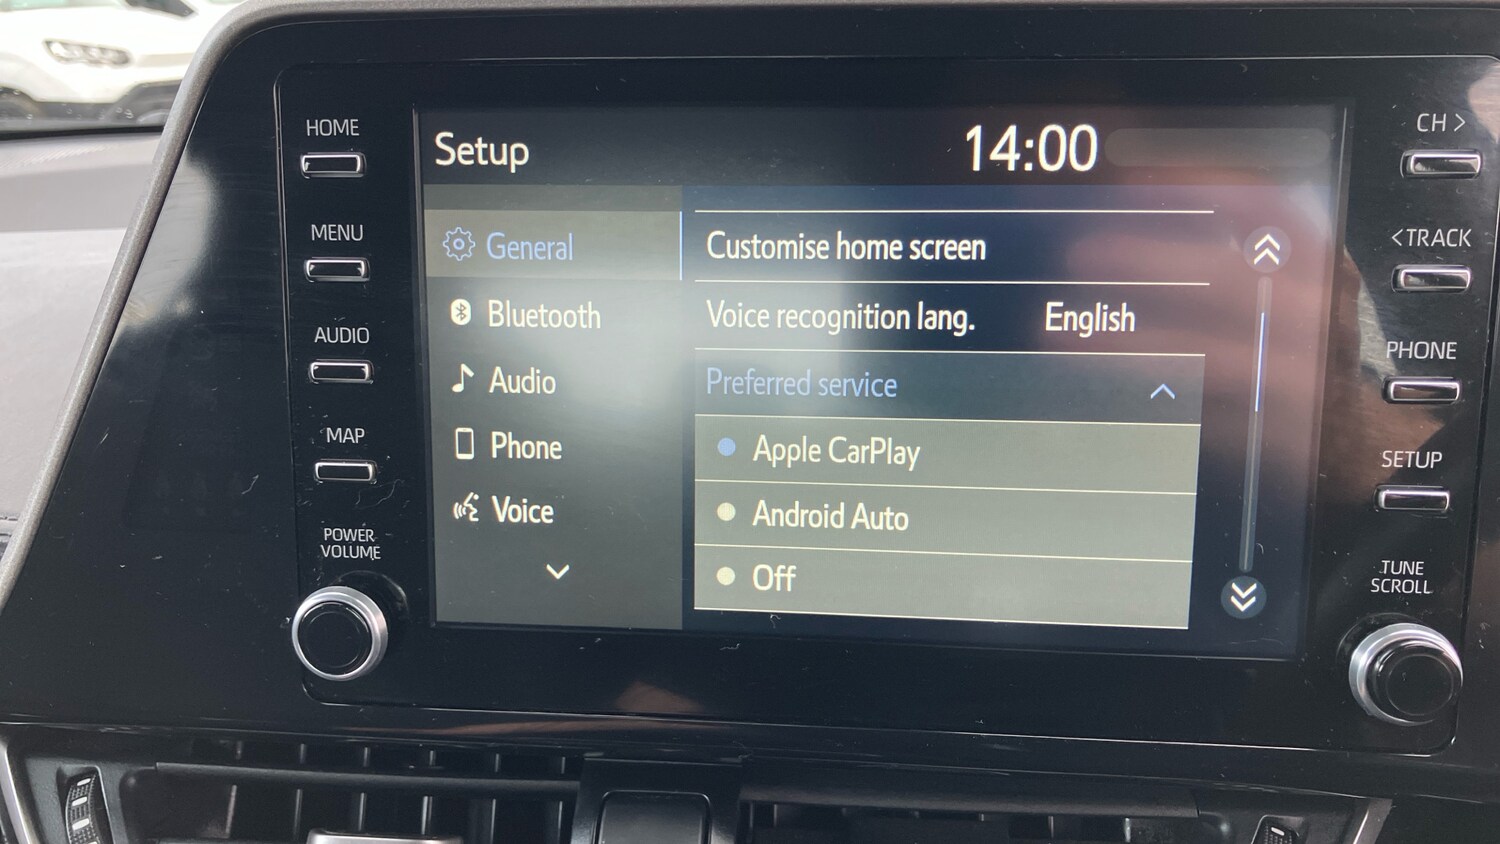 HOME
MENU
AUDIO
MAP
POWER
VOLUME
Setup
14:00
General
Bluetooth
Audio
Phone
Voice
Customise home screen
Voice recognition lang. English
Preferred service
Apple CarPlay
Android Auto
Off
CH >
<TRACK
PHONE
SETUP
TUNE
SCROLL